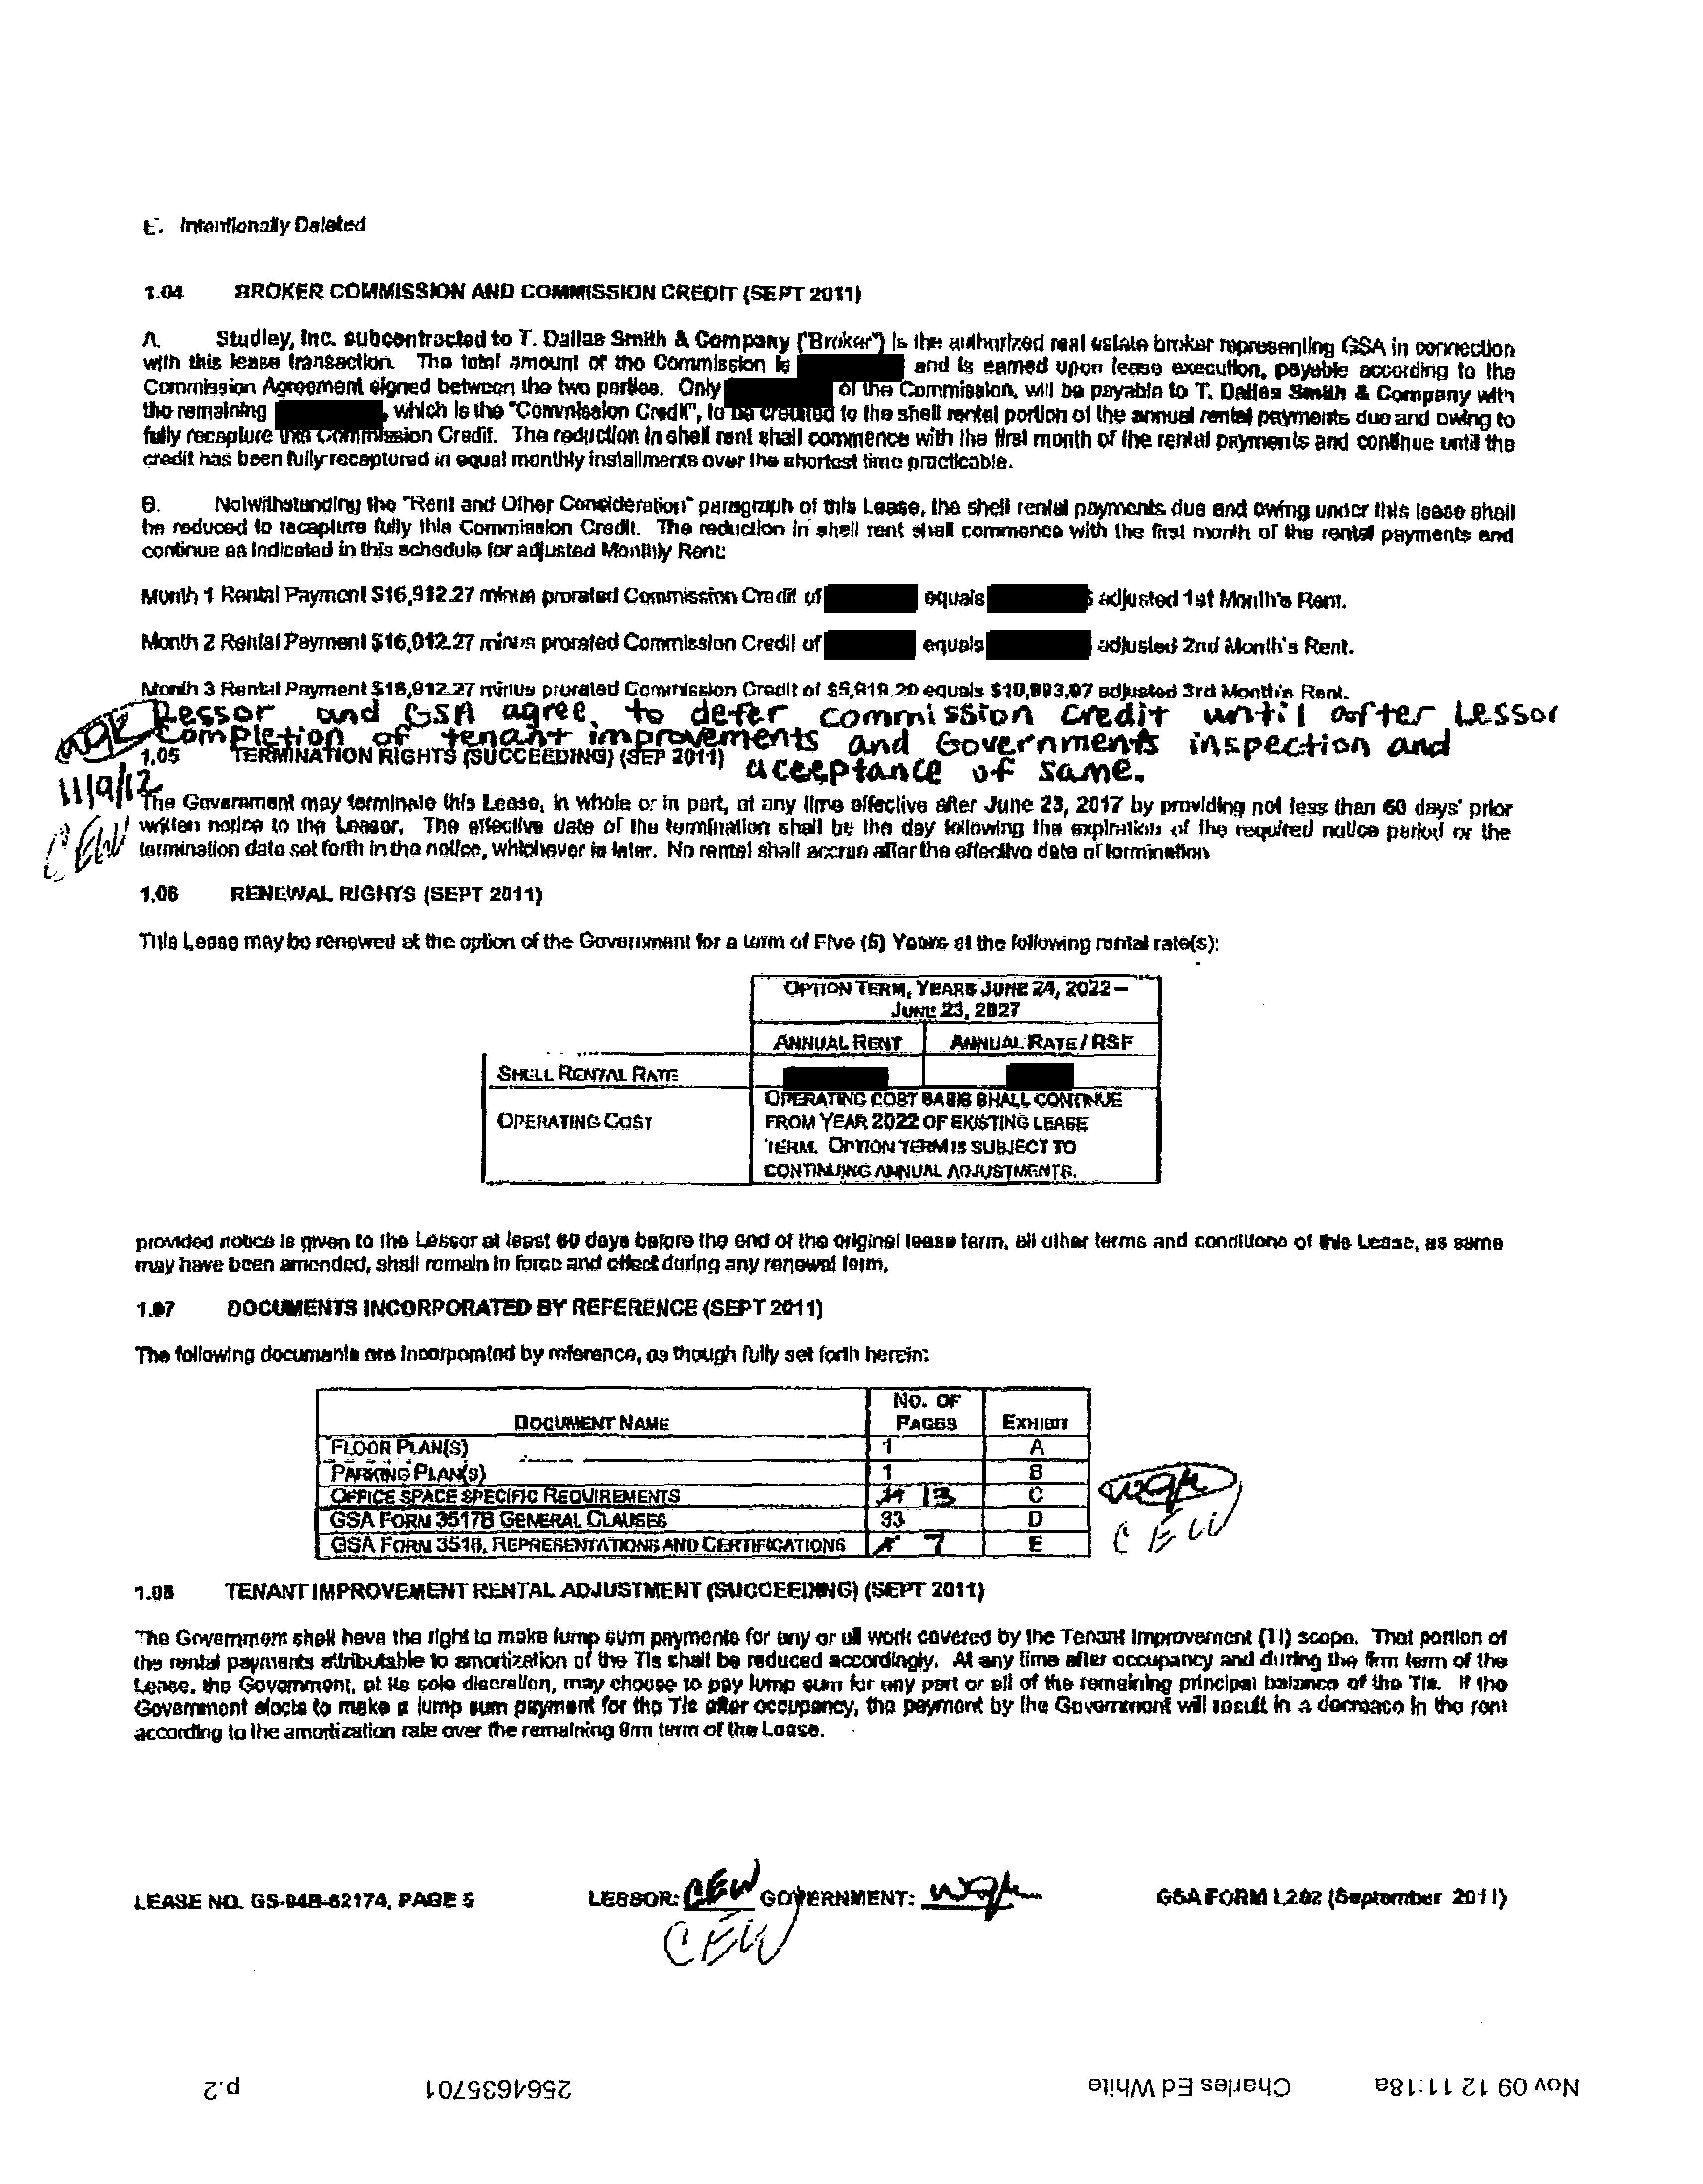 E. Intentionally Deleted
1.04 BROKER COMMISSION AND COMMISSION CREDIT (SEPT 2011)
A. Studley, Inc. subcontracted to T. Dallas Smith & Company ("Broker") is the authorized real estate broker representing GSA in connection
with this lease transaction. The total amount of the Commission is and is earned upon lease execution, payable according to the
Commission Agreement signed between the two parties. Only of the Commission, will be payable to T. Dallas Smith & Company with
the remaining , which is the "Commission Credit", to be credited to the shell rental portion of the annual rental payments due and owing to
fully recapture this Commission Credit. The reduction in shell rent shall commence with the first month of the rental payments and continue until the
credit has been fully recaptured in equal monthly installments over the shortest time practicable.
B. Notwithstanding the "Rent and Other Consideration" paragraph of this Lease, the shell rental payments due and owing under this lease shall
be reduced to recapture fully this Commission Credit. The reduction in shell rent shall commence with the first month of the rental payments and
continue as indicated in this schedule for adjusted Monthly Rent:
Month 1 Rental Payment $16,912.27 minus prorated Commission Credit of equals adjusted 1st Month's Rent.
Month 2 Rental Payment $16,912.27 minus prorated Commission Credit of equals adjusted 2nd Month's Rent.
Month 3 Rental Payment $16,912.27 minus prorated Commission Credit of equals adjusted 3rd Month's Rent.
Lessor and GSA agree to defer commission credit until after Lessor
completion of tenant improvements and Governments inspection and
acceptance of same.
1.05 TERMINATION RIGHTS (SUCCEEDING) (SEP 2011)
11/9/12
CEW
The Government may terminate this Lease, in whole or in part, at any time effective after June 23, 2017 by providing not less than 60 days' prior
written notice to the Lessor. The effective date of the termination shall be the day following the expiration of the required notice period or the
termination date set forth in the notice, whichever is later. No rental shall accrue after the effective date of termination
1.06 RENEWAL RIGHTS (SEPT 2011)
This Lease may be renewed at the option of the Government for a term of Five (5) Years at the following rental rate(s):
OPTION TERM, YEARS JUNE 24, 2022 –
JUNE 23, 2027
ANNUAL RENT ANNUAL RATE / RSF
SHELL RENTAL RATE
OPERATING COST OPERATING COST BASIS SHALL CONTINUE
FROM YEAR 2022 OF EXISTING LEASE
TERM. OPTION TERM IS SUBJECT TO
CONTINUING ANNUAL ADJUSTMENTS.
provided notice is given to the Lessor at least 60 days before the end of the original lease term, all other terms and conditions of this Lease, as same
may have been amended, shall remain in force and effect during any renewal term.
1.07 DOCUMENTS INCORPORATED BY REFERENCE (SEPT 2011)
The following documents are incorporated by reference, as though fully set forth herein:
DOCUMENT NAME NO. OF PAGES EXHIBIT
FLOOR PLAN(S) 1 A
PARKING PLAN(S) 1 B
OFFICE SPACE SPECIFIC REQUIREMENTS 13 C
GSA FORM 3517B GENERAL CLAUSES 33 D
GSA FORM 3518, REPRESENTATIONS AND CERTIFICATIONS 7 E
CEW
1.08 TENANT IMPROVEMENT RENTAL ADJUSTMENT (SUCCEEDING) (SEPT 2011)
The Government shall have the right to make lump sum payments for any or all work covered by the Tenant Improvement (TI) scope. That portion of
the rental payments attributable to amortization of the TIs shall be reduced accordingly. At any time after occupancy and during the firm term of the
Lease, the Government, at its sole discretion, may choose to pay lump sum for any part or all of the remaining principal balance of the TIs. If the
Government elects to make a lump sum payment for the TIs after occupancy, the payment by the Government will result in a decrease in the rent
according to the amortization rate over the remaining firm term of the Lease.
LEASE NO. GS-04B-62174, PAGE 5 LESSOR: CEW GOVERNMENT: GSA FORM L202 (September 2011)
CEW
Nov 09 12 11:18a Charles Ed White 2564635701 p.2